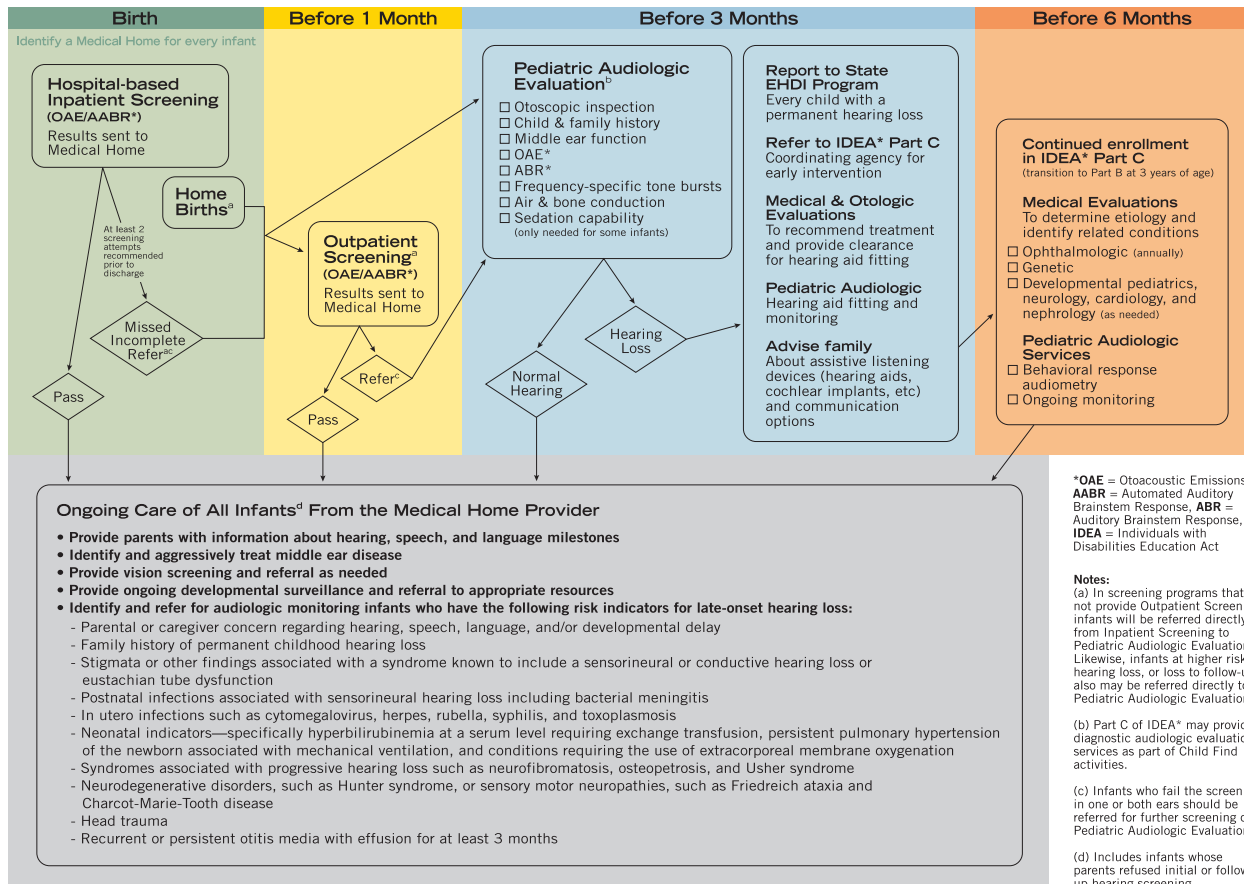 Birth
Identify a Medical Home for every infant
Hospital-based
Inpatient Screening
(OAE/AABR*)
Results sent to
Medical Home
Home
Birthsᵃ
At least 2
screening
attempts
recommended
prior to
discharge
Missed
Incomplete
Referᵃᶜ
Pass
Before 1 Month
Outpatient
Screeningᵃ
(OAE/AABR*)
Results sent to
Medical Home
Referᶜ
Pass
Before 3 Months
Pediatric Audiologic
Evaluationᵇ
☐ Otoscopic inspection
☐ Child & family history
☐ Middle ear function
☐ OAE*
☐ ABR*
☐ Frequency-specific tone bursts
☐ Air & bone conduction
☐ Sedation capability
(only needed for some infants)
Hearing
Loss
Normal
Hearing
Report to State
EHDI Program
Every child with a
permanent hearing loss
Refer to IDEA* Part C
Coordinating agency for
early intervention
Medical & Otologic
Evaluations
To recommend treatment
and provide clearance
for hearing aid fitting
Pediatric Audiologic
Hearing aid fitting and
monitoring
Advise family
About assistive listening
devices (hearing aids,
cochlear implants, etc)
and communication
options
Before 6 Months
Continued enrollment
in IDEA* Part C
(transition to Part B at 3 years of age)
Medical Evaluations
To determine etiology and
identify related conditions
☐ Ophthalmologic (annually)
☐ Genetic
☐ Developmental pediatrics,
neurology, cardiology, and
nephrology (as needed)
Pediatric Audiologic
Services
☐ Behavioral response
audiometry
☐ Ongoing monitoring
Ongoing Care of All Infantsᵈ From the Medical Home Provider
• Provide parents with information about hearing, speech, and language milestones
• Identify and aggressively treat middle ear disease
• Provide vision screening and referral as needed
• Provide ongoing developmental surveillance and referral to appropriate resources
• Identify and refer for audiologic monitoring infants who have the following risk indicators for late-onset hearing loss:
- Parental or caregiver concern regarding hearing, speech, language, and/or developmental delay
- Family history of permanent childhood hearing loss
- Stigmata or other findings associated with a syndrome known to include a sensorineural or conductive hearing loss or
eustachian tube dysfunction
- Postnatal infections associated with sensorineural hearing loss including bacterial meningitis
- In utero infections such as cytomegalovirus, herpes, rubella, syphilis, and toxoplasmosis
- Neonatal indicators—specifically hyperbilirubinemia at a serum level requiring exchange transfusion, persistent pulmonary hypertension
of the newborn associated with mechanical ventilation, and conditions requiring the use of extracorporeal membrane oxygenation
- Syndromes associated with progressive hearing loss such as neurofibromatosis, osteopetrosis, and Usher syndrome
- Neurodegenerative disorders, such as Hunter syndrome, or sensory motor neuropathies, such as Friedreich ataxia and
Charcot-Marie-Tooth disease
- Head trauma
- Recurrent or persistent otitis media with effusion for at least 3 months
*OAE = Otoacoustic Emissions
AABR = Automated Auditory
Brainstem Response, ABR =
Auditory Brainstem Response,
IDEA = Individuals with
Disabilities Education Act
Notes:
(a) In screening programs that
not provide Outpatient Screen
infants will be referred directly
from Inpatient Screening to
Pediatric Audiologic Evaluation
Likewise, infants at higher risk
hearing loss, or loss to follow-u
also may be referred directly to
Pediatric Audiologic Evaluation
(b) Part C of IDEA* may provid
diagnostic audiologic evaluatio
services as part of Child Find
activities.
(c) Infants who fail the screen
in one or both ears should be
referred for further screening o
Pediatric Audiologic Evaluation
(d) Includes infants whose
parents refused initial or follow
up hearing screening